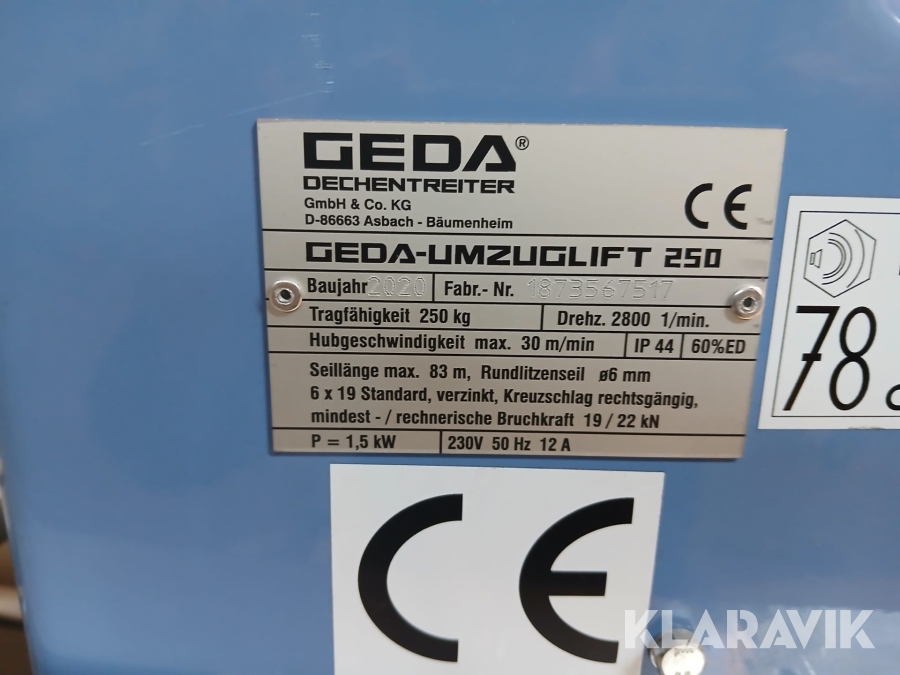 GEDA®
DECHENTREITER
GmbH & Co. KG
D-86663 Asbach - Bäumenheim
CE
GEDA-UMZUGLIFT 250
Baujahr 2020 Fabr.- Nr. 1873567517
Tragfähigkeit 250 kg Drehz. 2800 1/min.
Hubgeschwindigkeit max. 30 m/min IP 44 60%ED
Seillänge max. 83 m, Rundlitzenseil ø6 mm
6 x 19 Standard, verzinkt, Kreuzschlag rechtsgängig,
mindest - / rechnerische Bruchkraft 19 / 22 kN
P = 1,5 kW 230V 50 Hz 12 A
78
CE
KLARAVIK